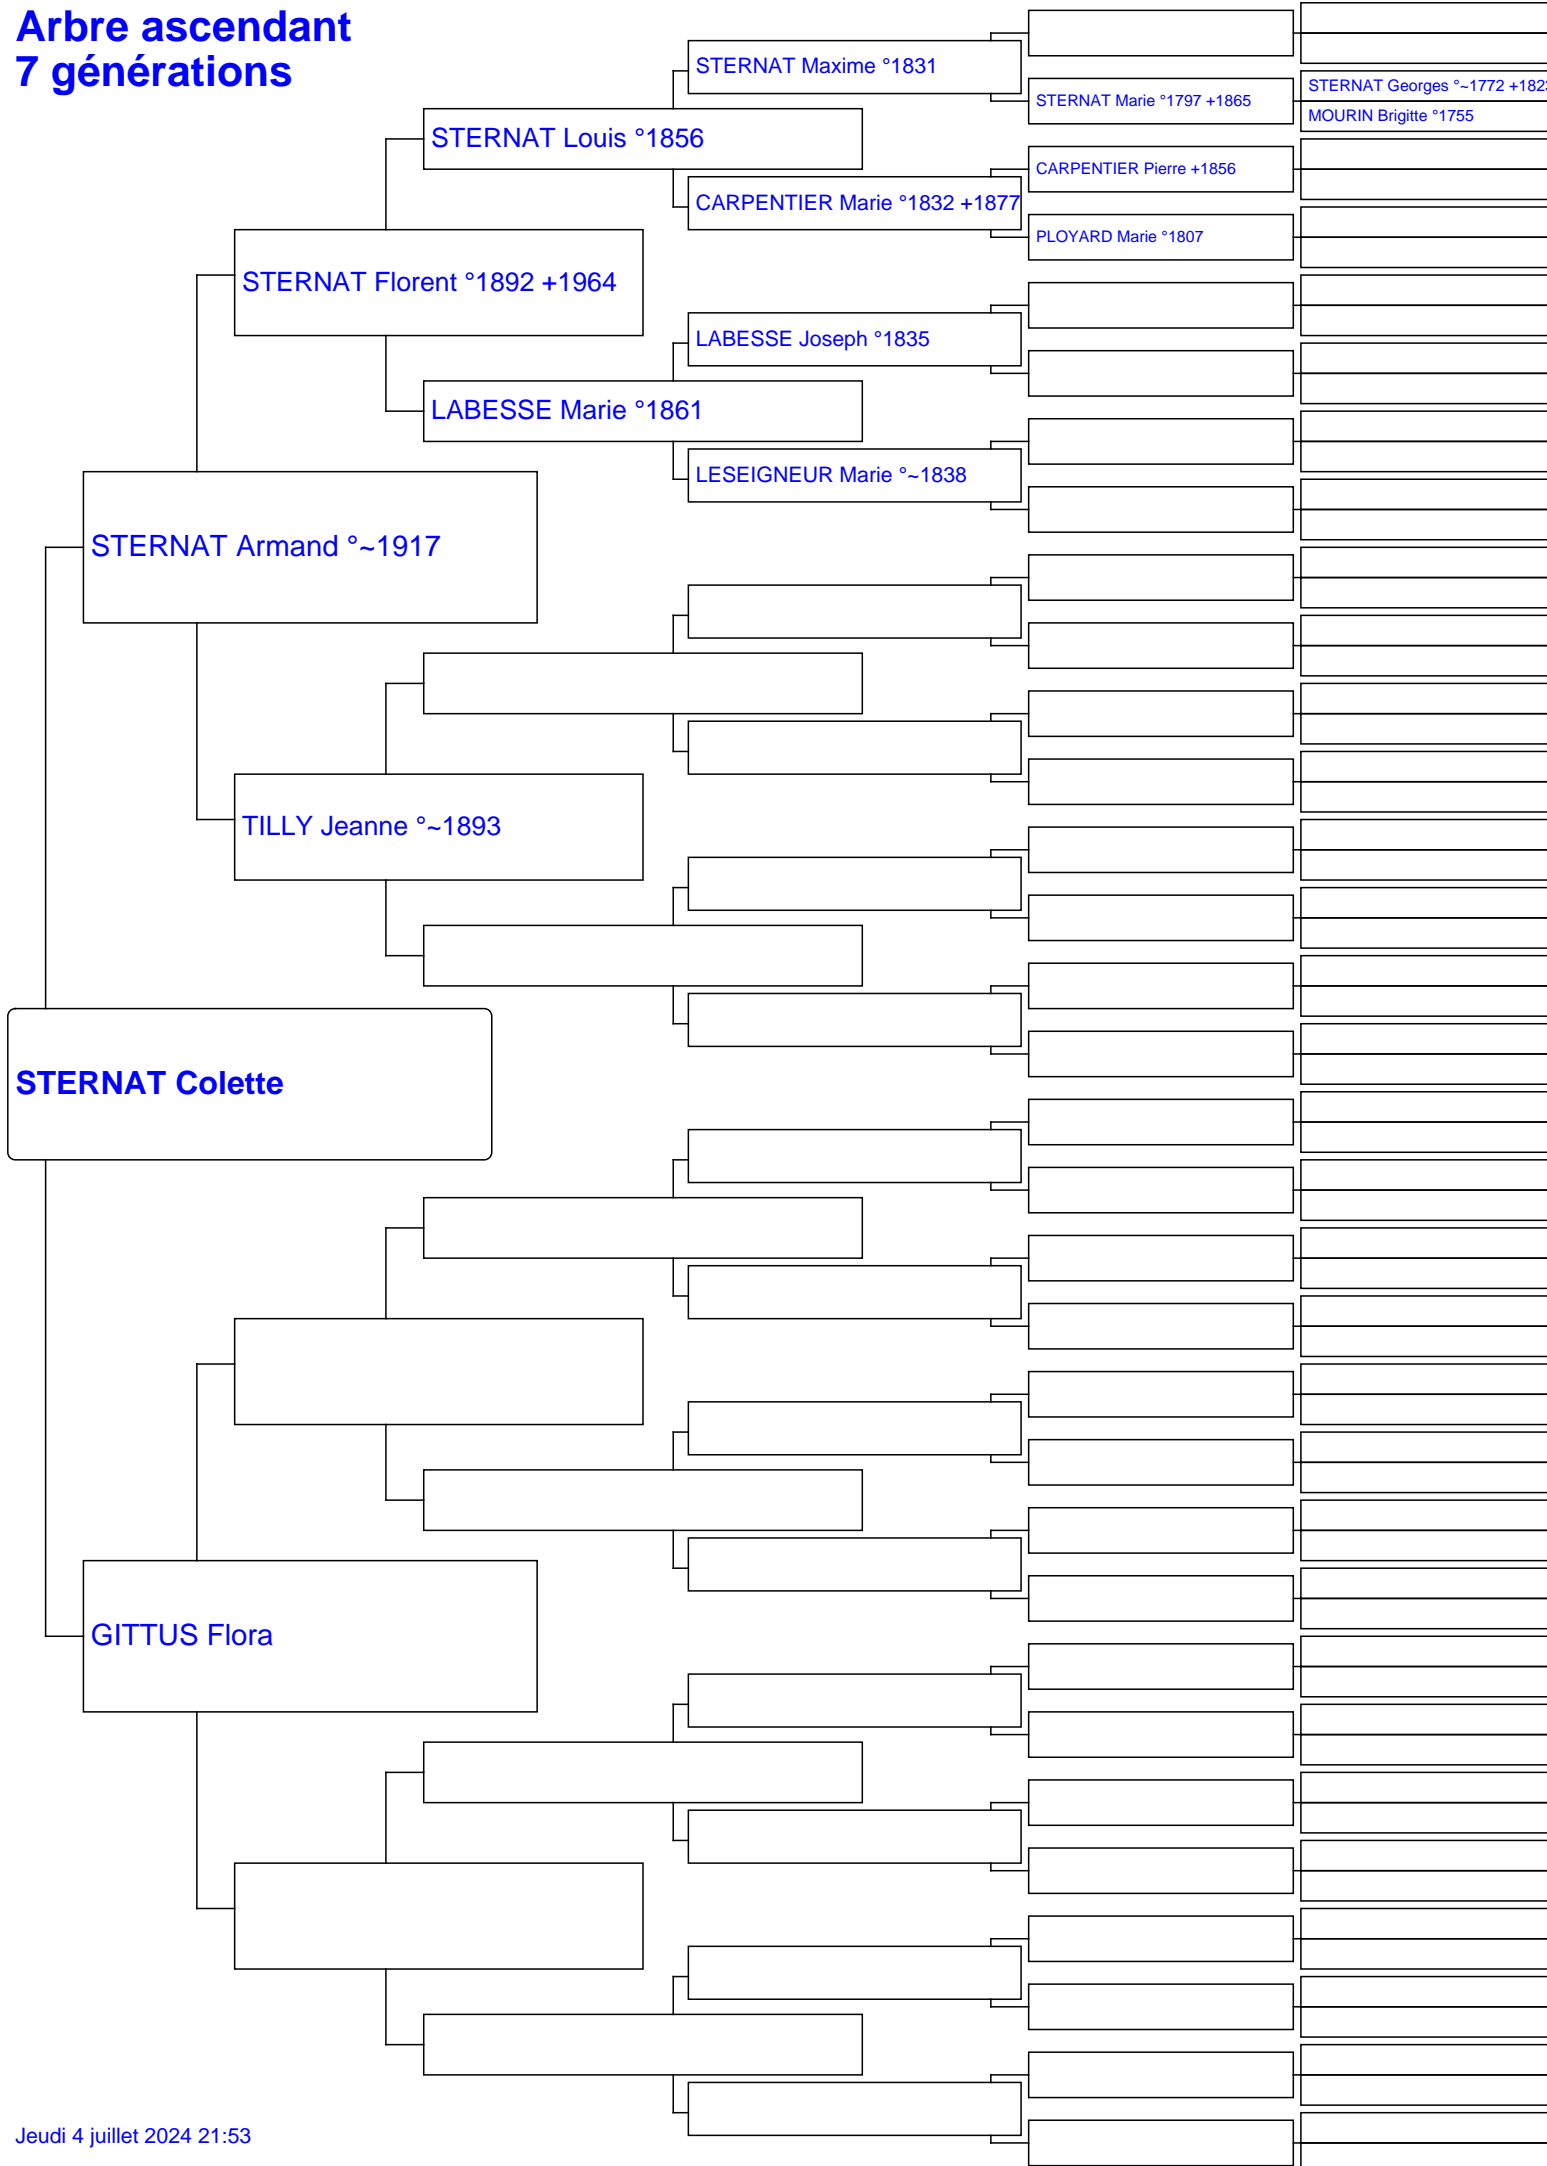 Arbre ascendant
7 générations
STERNAT Maxime °1831
STERNAT Georges °~1772 +182
STERNAT Marie °1797 +1865
MOURIN Brigitte °1755
STERNAT Louis °1856
CARPENTIER Pierre +1856
CARPENTIER Marie °1832 +1877
PLOYARD Marie °1807
STERNAT Florent °1892 +1964
LABESSE Joseph °1835
LABESSE Marie °1861
LESEIGNEUR Marie °~1838
STERNAT Armand °~1917
TILLY Jeanne °~1893
STERNAT Colette
GITTUS Flora
Jeudi 4 juillet 2024 21:53